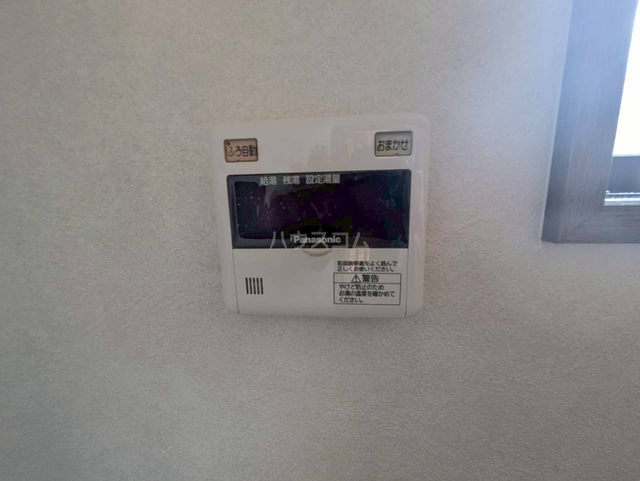 ふろ自動
おまかせ
給湯 残湯 設定湯量
Panasonic
ハウスコム
取扱説明書をよく読んで
正しくお使いください。
⚠警告
やけど防止のため
お湯の温度を確かめて
ください。